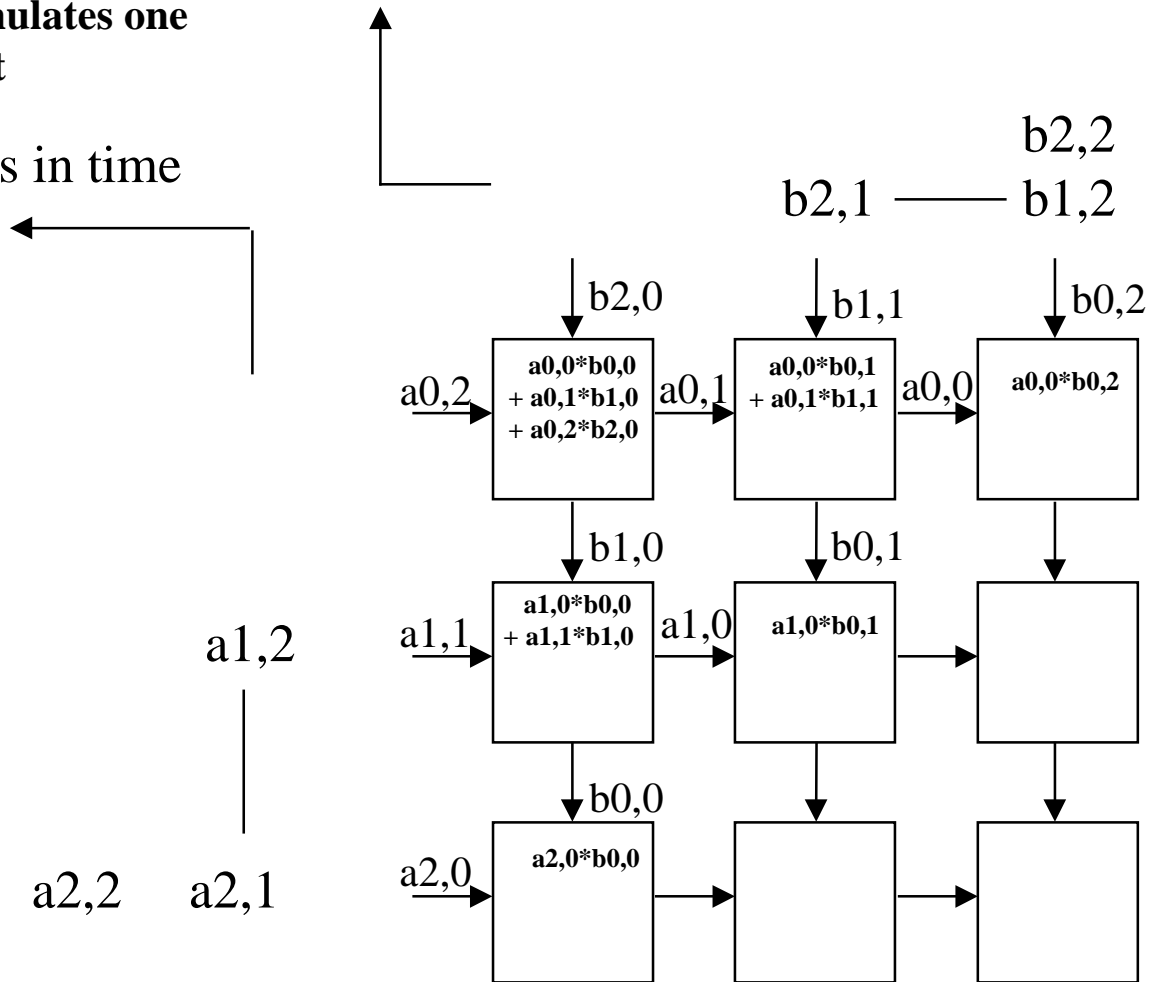 ulates one
s in time
b2,2
b2,1 b1,2
b2,0 b1,1 b0,2
a0,2 a0,1 a0,0
a0,0*b0,0
+ a0,1*b1,0
+ a0,2*b2,0
a0,0*b0,1
+ a0,1*b1,1
a0,0*b0,2
b1,0 b0,1
a1,2 a1,1 a1,0
a1,0*b0,0
+ a1,1*b1,0
a1,0*b0,1
b0,0
a2,2 a2,1 a2,0
a2,0*b0,0